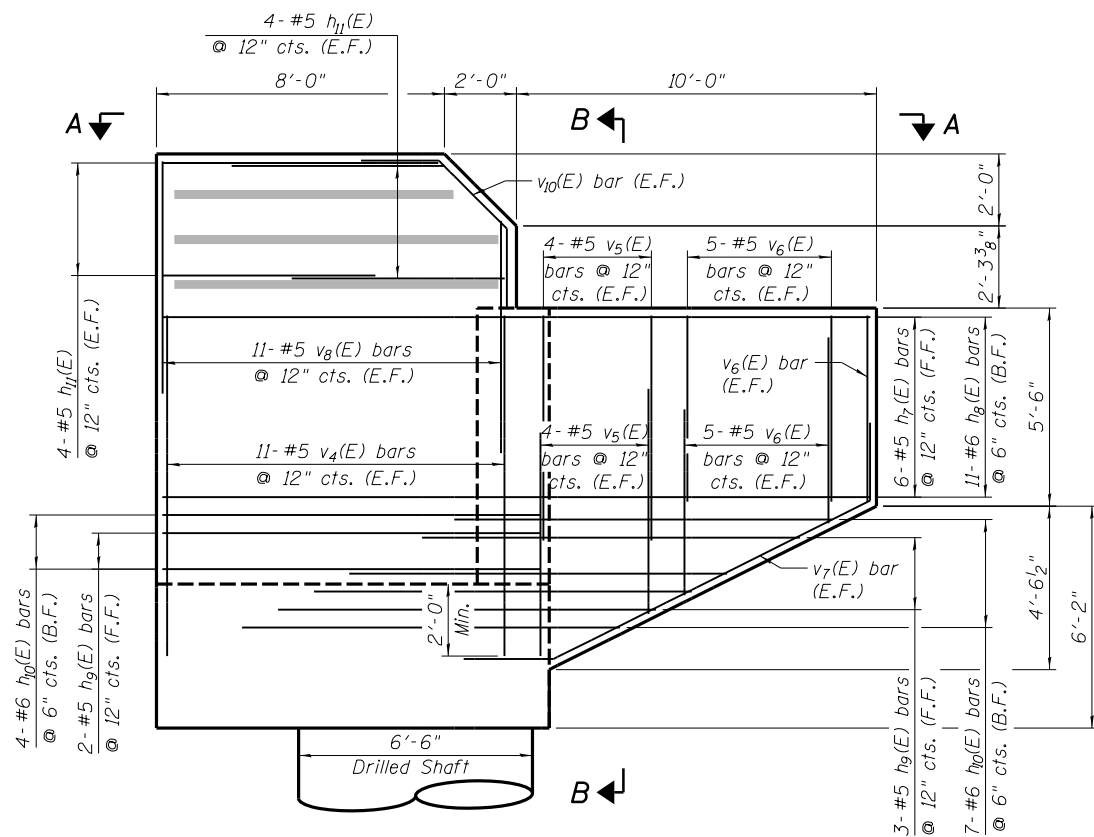 4- #5 h11(E)
@ 12" cts. (E.F.)
8'-0"
2'-0"
10'-0"
A
B
A
v10(E) bar (E.F.)
2'-0"
2'-3 3/8"
4- #5 v5(E)
bars @ 12"
cts. (E.F.)
5- #5 v6(E)
bars @ 12"
cts. (E.F.)
4- #5 h11(E)
@ 12" cts. (E.F.)
11- #5 v8(E) bars
@ 12" cts. (E.F.)
v6(E) bar
(E.F.)
6- #5 h7(E) bars
@ 12" cts. (F.F.)
11- #6 h8(E) bars
@ 6" cts. (B.F.)
5'-6"
11- #5 v4(E) bars
@ 12" cts. (E.F.)
4- #5 v5(E)
bars @ 12"
cts. (E.F.)
5- #5 v6(E)
bars @ 12"
cts. (E.F.)
4- #6 h10(E) bars
@ 6" cts. (B.F.)
2- #5 h9(E) bars
@ 12" cts. (F.F.)
2'-0"
Min.
v7(E) bar
(E.F.)
4'-6 1/2"
6'-2"
3- #5 h9(E) bars
@ 12" cts. (F.F.)
7- #6 h10(E) bars
@ 6" cts. (B.F.)
6'-6"
Drilled Shaft
B